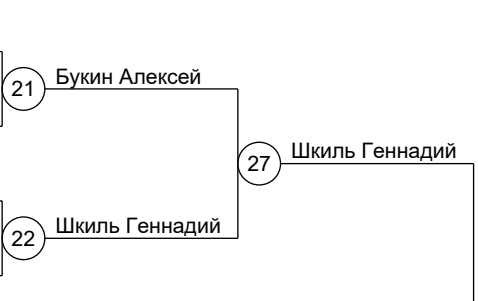 Букин Алексей
21
Шкиль Геннадий
27
Шкиль Геннадий
22